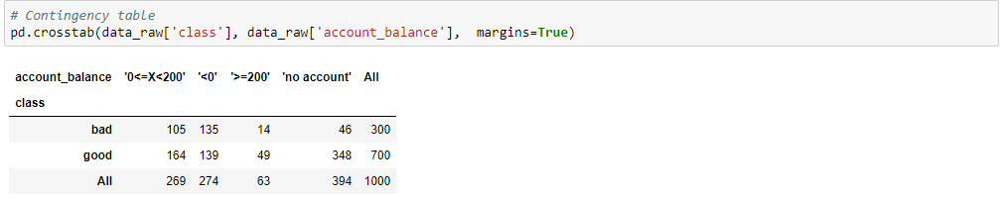 # Contingency table
pd.crosstab(data_raw['class'], data_raw['account_balance'],  margins=True)
account_balance '0<=X<200' '<0' '>=200' 'no account' All
class
bad 105 135 14 46 300
good 164 139 49 348 700
All 269 274 63 394 1000